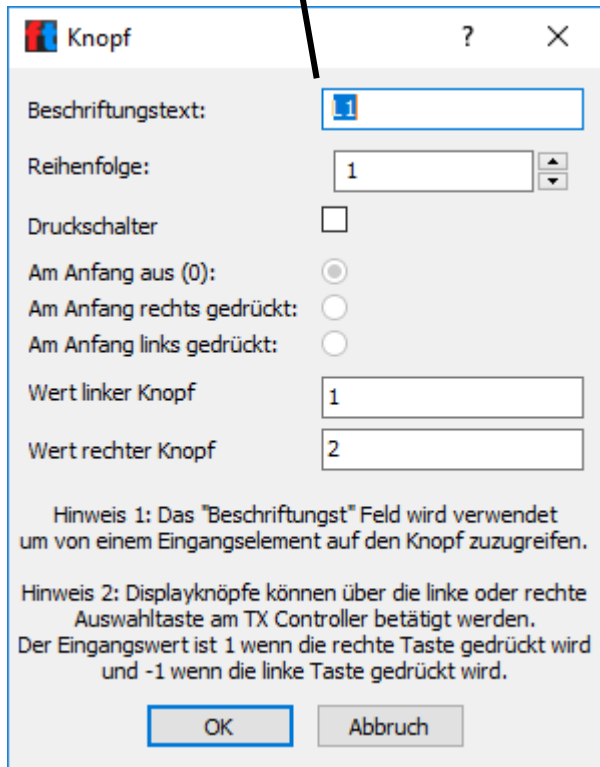 ft Knopf ?
Beschriftungstext: L1
Reihenfolge: 1
Druckschalter
Am Anfang aus (0):
Am Anfang rechts gedrückt:
Am Anfang links gedrückt:
Wert linker Knopf 1
Wert rechter Knopf 2
Hinweis 1: Das "Beschriftungst" Feld wird verwendet
um von einem Eingangselement auf den Knopf zuzugreifen.
Hinweis 2: Displayknöpfe können über die linke oder rechte
Auswahltaste am TX Controller betätigt werden.
Der Eingangswert ist 1 wenn die rechte Taste gedrückt wird
und -1 wenn die linke Taste gedrückt wird.
OK Abbruch